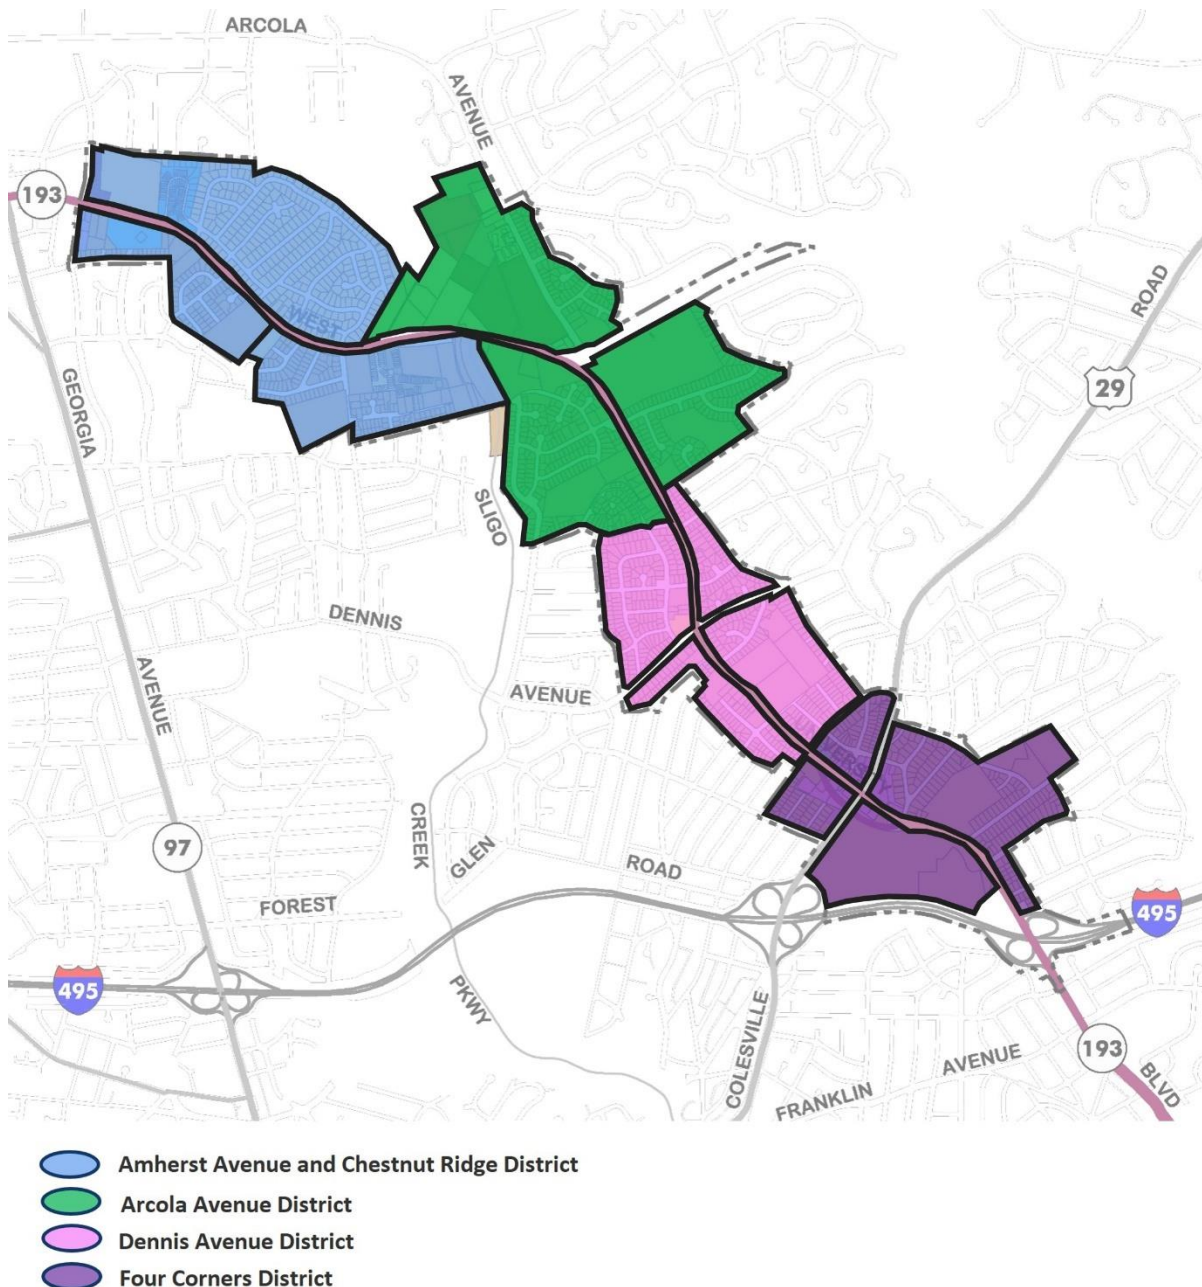 ARCOLA
AVENUE
193
WEST
ROAD
29
GEORGIA
SLIGO
DENNIS
AVENUE
AVENUE
CREEK
GLEN
ROAD
97
FOREST
495
495
PKWY
COLESVILLE
AVENUE
193
FRANKLIN
BLVD
Amherst Avenue and Chestnut Ridge District
Arcola Avenue District
Dennis Avenue District
Four Corners District